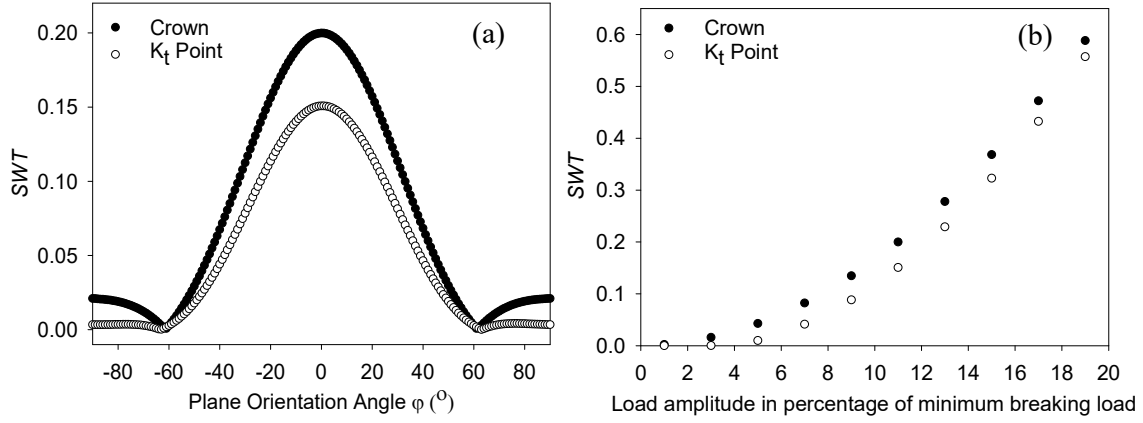 Crown
K_t Point
(a)
SWT
0.20
0.15
0.10
0.05
0.00
-80 -60 -40 -20 0 20 40 60 80
Plane Orientation Angle φ (°)
Crown
K_t Point
(b)
SWT
0.6
0.5
0.4
0.3
0.2
0.1
0.0
0 2 4 6 8 10 12 14 16 18 20
Load amplitude in percentage of minimum breaking load